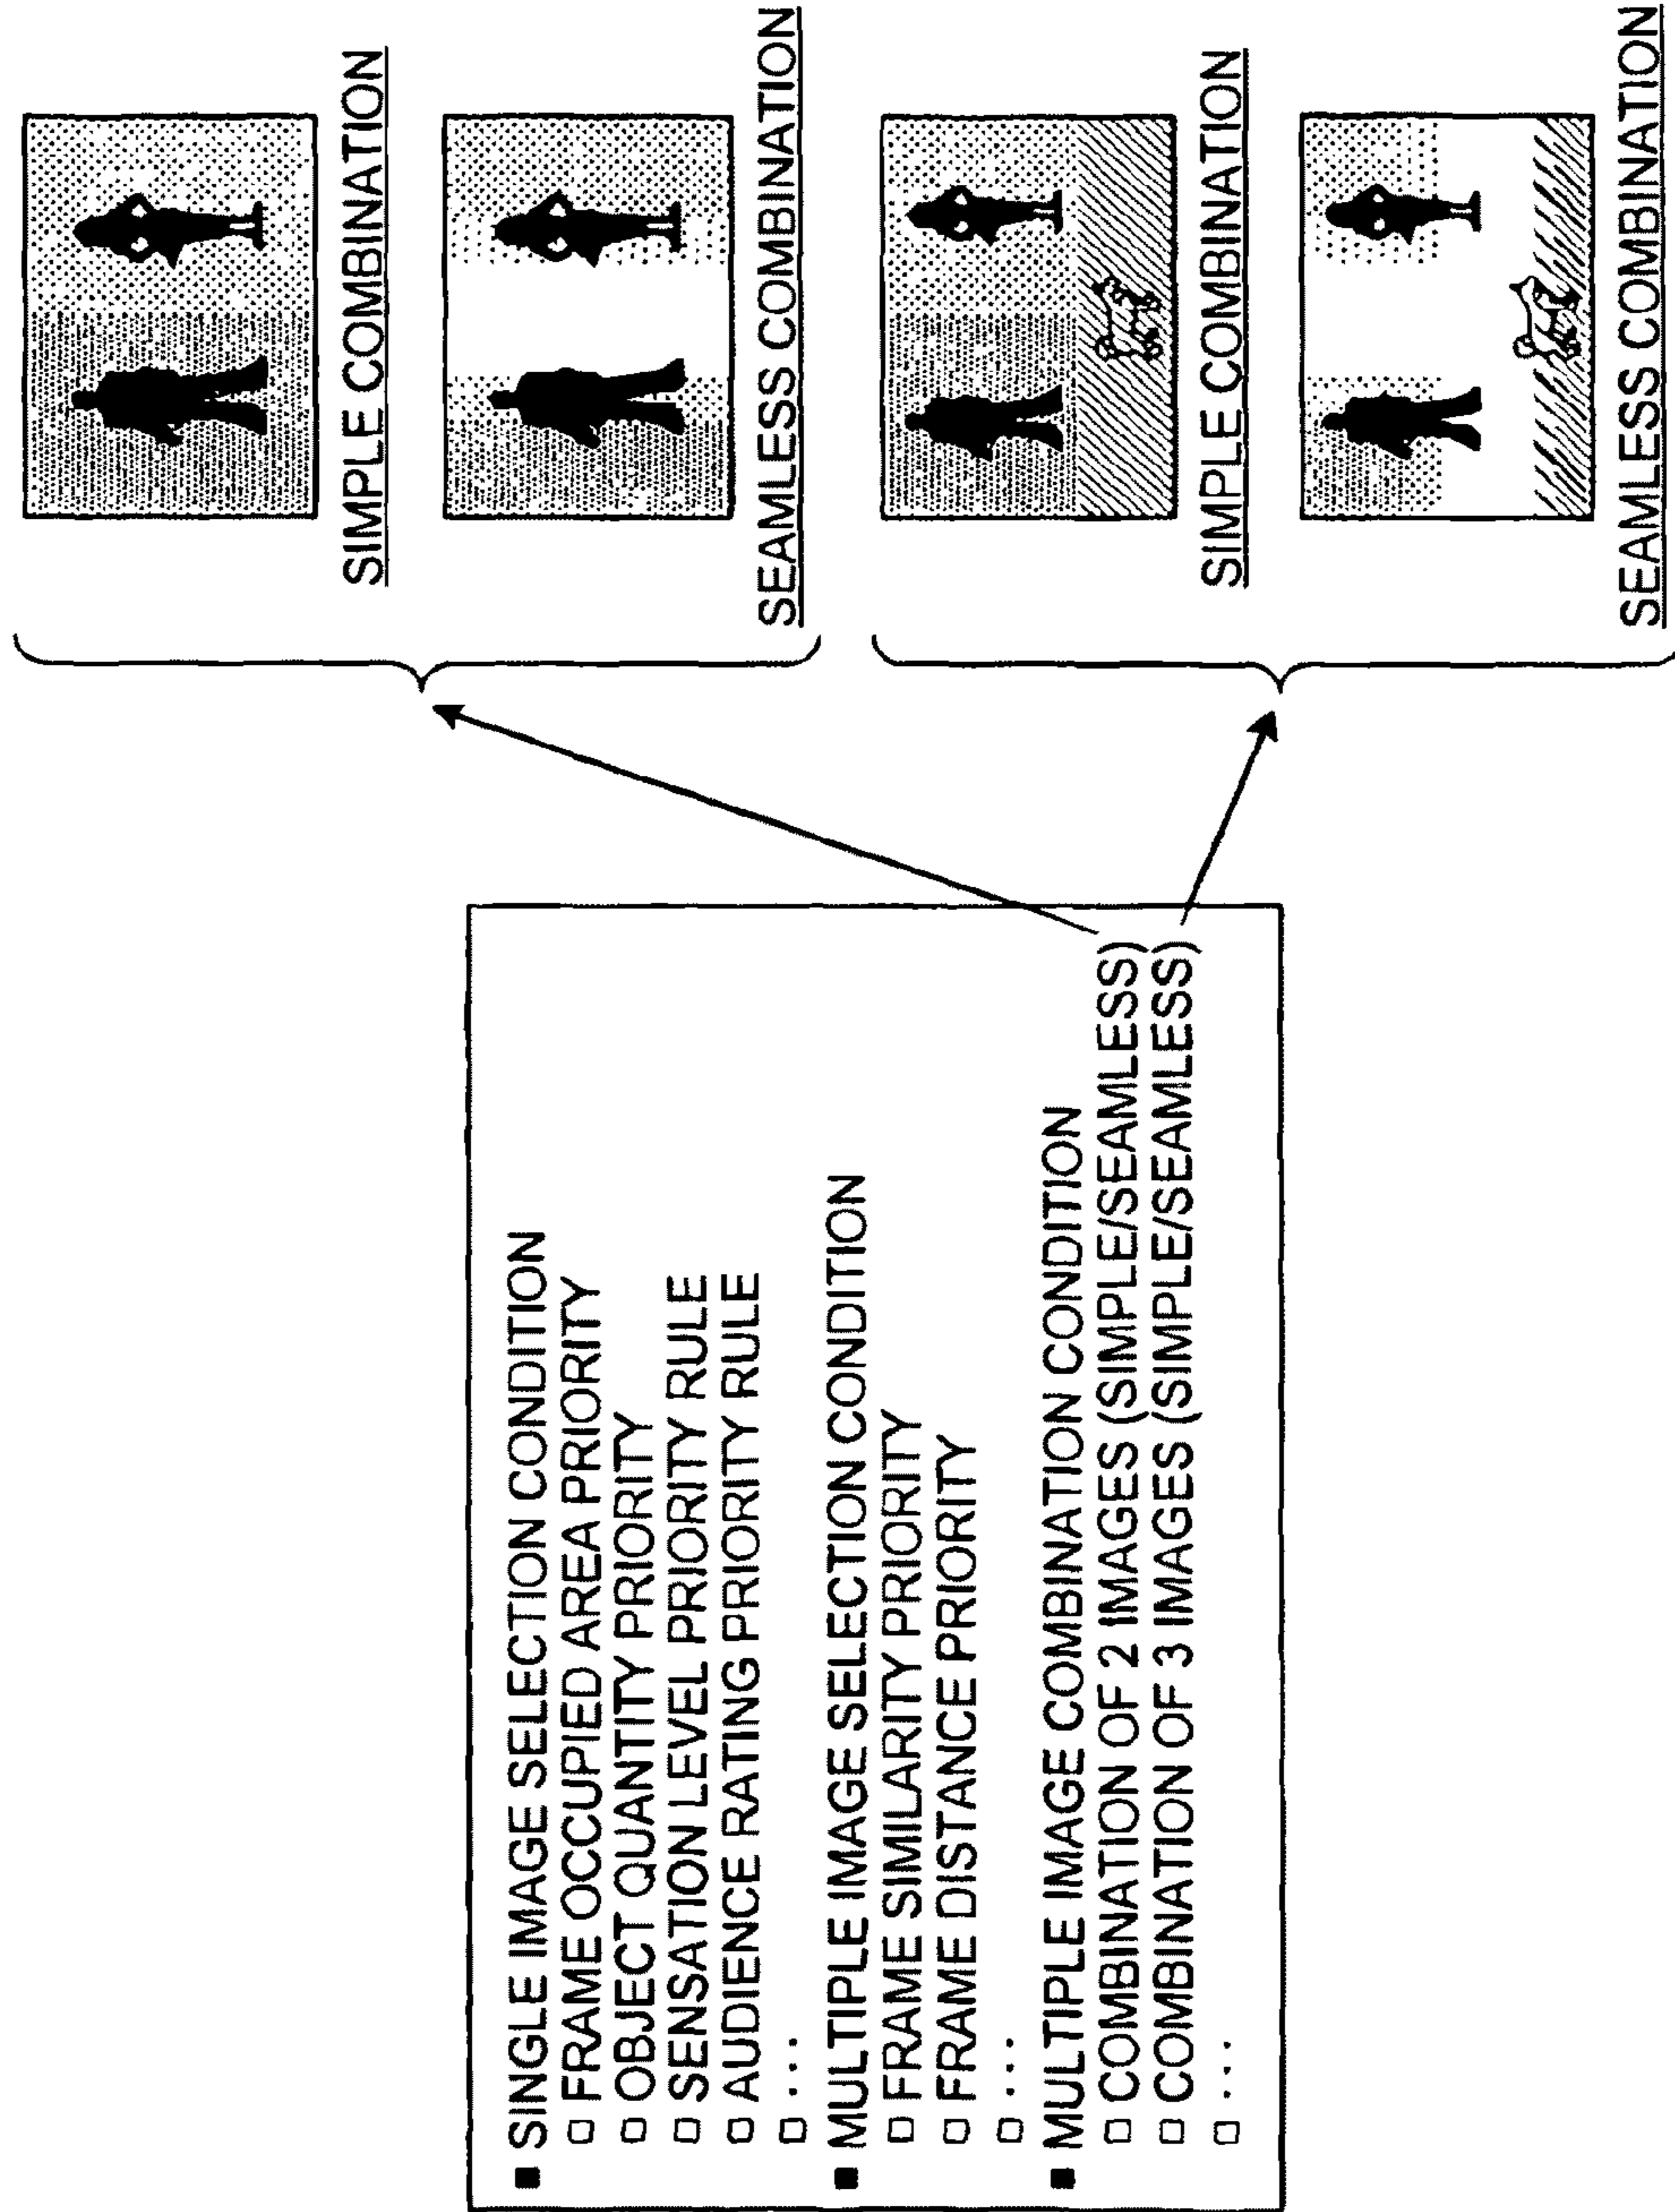 ■ SINGLE IMAGE SELECTION CONDITION
□ FRAME OCCUPIED AREA PRIORITY
□ OBJECT QUANTITY PRIORITY
□ SENSATION LEVEL PRIORITY RULE
□ AUDIENCE RATING PRIORITY RULE
□ ...
■ MULTIPLE IMAGE SELECTION CONDITION
□ FRAME SIMILARITY PRIORITY
□ FRAME DISTANCE PRIORITY
□ ...
■ MULTIPLE IMAGE COMBINATION CONDITION
□ COMBINATION OF 2 IMAGES (SIMPLE/SEAMLESS)
□ COMBINATION OF 3 IMAGES (SIMPLE/SEAMLESS)
□ ...
SIMPLE COMBINATION
SEAMLESS COMBINATION
SIMPLE COMBINATION
SEAMLESS COMBINATION